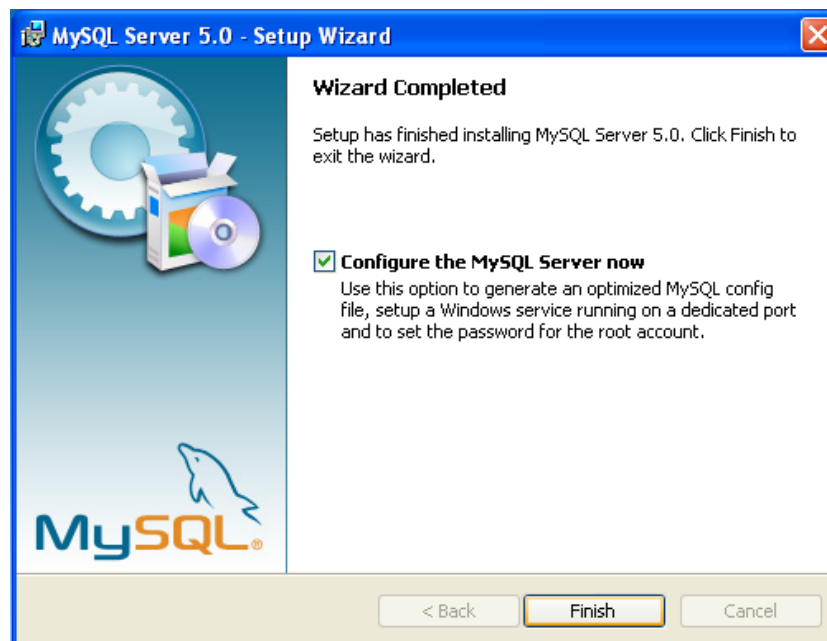 MySQL Server 5.0 - Setup Wizard
Wizard Completed
Setup has finished installing MySQL Server 5.0. Click Finish to
exit the wizard.
Configure the MySQL Server now
Use this option to generate an optimized MySQL config
file, setup a Windows service running on a dedicated port
and to set the password for the root account.
MySQL®
< Back
Finish
Cancel